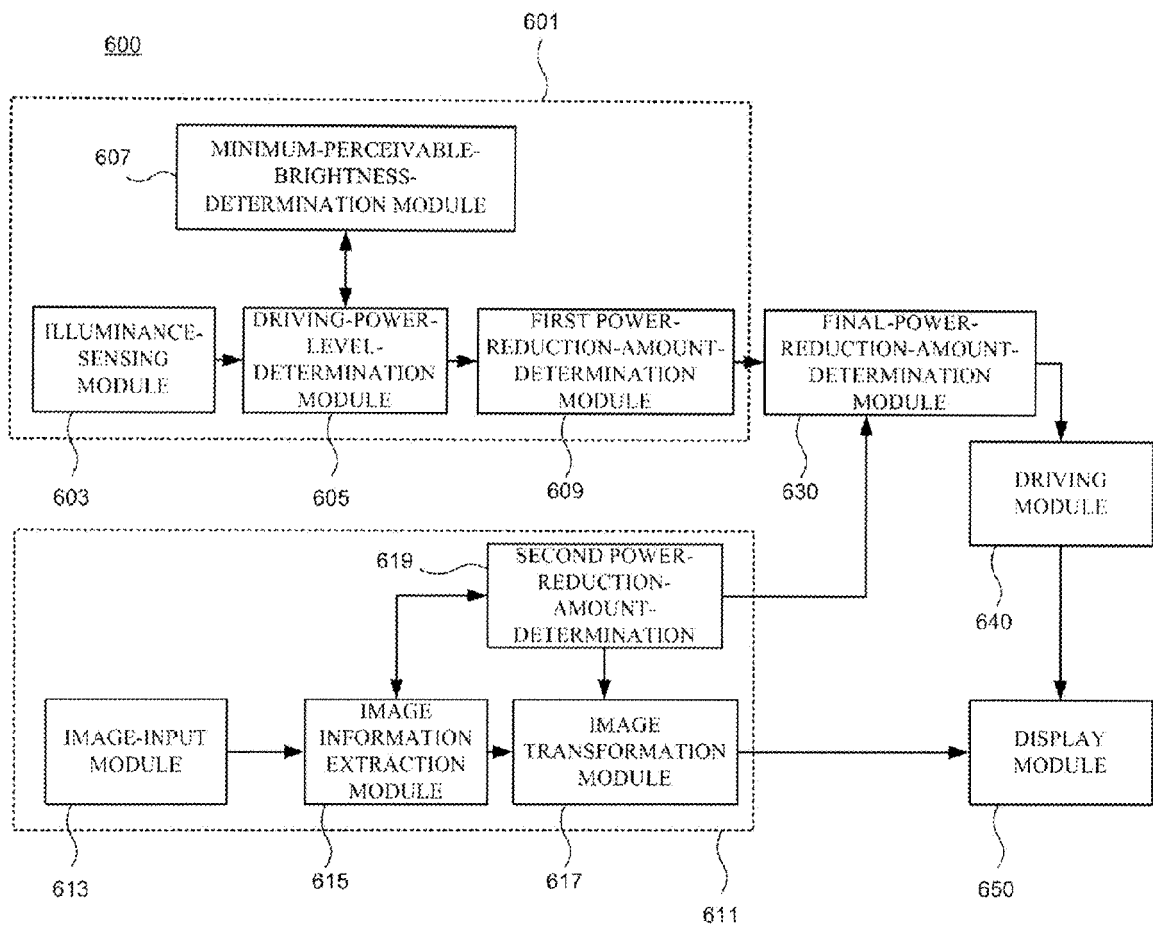 600
601
607
MINIMUM-PERCEIVABLE-
BRIGHTNESS-
DETERMINATION MODULE
ILLUMINANCE-
SENSING
MODULE
DRIVING-POWER-
LEVEL-
DETERMINATION
MODULE
FIRST POWER-
REDUCTION-AMOUNT-
DETERMINATION
MODULE
FINAL-POWER-
REDUCTION-AMOUNT-
DETERMINATION
MODULE
603
605
609
630
DRIVING
MODULE
640
619
SECOND POWER-
REDUCTION-
AMOUNT-
DETERMINATION
IMAGE-INPUT
MODULE
IMAGE
INFORMATION
EXTRACTION
MODULE
IMAGE
TRANSFORMATION
MODULE
DISPLAY
MODULE
613
615
617
611
650